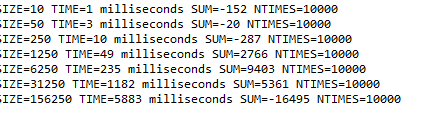 SIZE=10 TIME=1 milliseconds SUM=-152 NTIMES=10000
SIZE=50 TIME=3 milliseconds SUM=-20 NTIMES=10000
SIZE=250 TIME=10 milliseconds SUM=-287 NTIMES=10000
SIZE=1250 TIME=49 milliseconds SUM=2766 NTIMES=10000
SIZE=6250 TIME=235 milliseconds SUM=9403 NTIMES=10000
SIZE=31250 TIME=1182 milliseconds SUM=5361 NTIMES=10000
SIZE=156250 TIME=5883 milliseconds SUM=-16495 NTIMES=10000